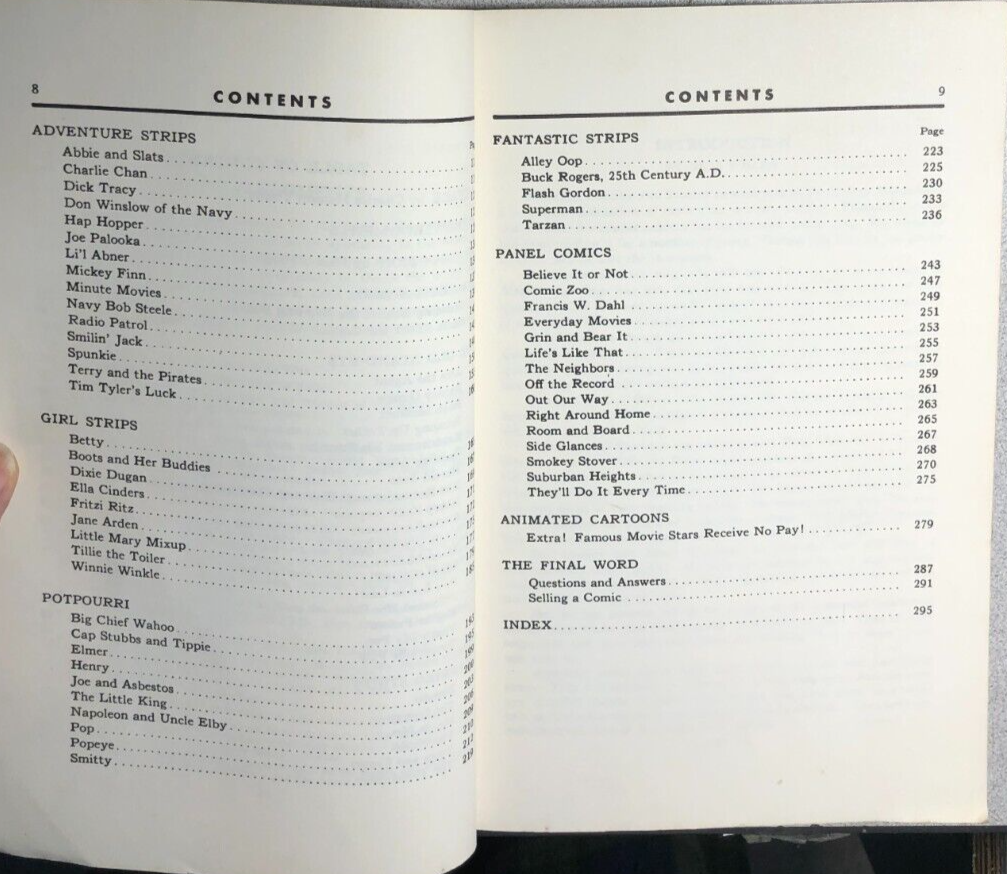 8
CONTENTS
ADVENTURE STRIPS
Abbie and Slats
Charlie Chan
Dick Tracy
Don Winslow of the Navy
Hap Hopper
Joe Palooka
Li'l Abner
Mickey Finn
Minute Movies
Navy Bob Steele
Radio Patrol
Smilin' Jack
Spunkie
Terry and the Pirates
Tim Tyler's Luck
GIRL STRIPS
Betty
Boots and Her Buddies
Dixie Dugan
Ella Cinders
Fritzi Ritz
Jane Arden
Little Mary Mixup
Tillie the Toiler
Winnie Winkle
POTPOURRI
Big Chief Wahoo
Cap Stubbs and Tippie 195
Elmer 199
Henry 200
Joe and Asbestos 203
The Little King 206
Napoleon and Uncle Elby 209
Pop 210
Popeye 212
Smitty 219
CONTENTS
9
Page
FANTASTIC STRIPS
Alley Oop 223
Buck Rogers, 25th Century A.D. 225
Flash Gordon 230
Superman 233
Tarzan 236
PANEL COMICS
Believe It or Not 243
Comic Zoo 247
Francis W. Dahl 249
Everyday Movies 251
Grin and Bear It 253
Life's Like That 255
The Neighbors 257
Off the Record 259
Out Our Way 261
Right Around Home 263
Room and Board 265
Side Glances 267
Smokey Stover 268
Suburban Heights 270
They'll Do It Every Time 275
ANIMATED CARTOONS
Extra! Famous Movie Stars Receive No Pay! 279
THE FINAL WORD
Questions and Answers 287
Selling a Comic 291
INDEX 295